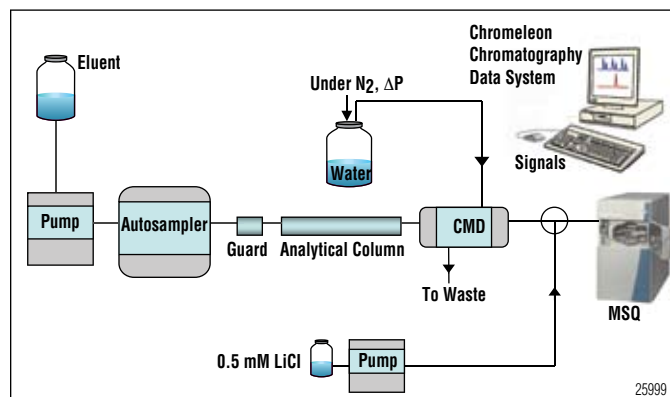 Eluent
Under N2, ΔP
Chromeleon
Chromatography
Data System
Water
Signals
Pump
Autosampler
Guard
Analytical Column
CMD
To Waste
MSQ
0.5 mM LiCl
Pump
25999